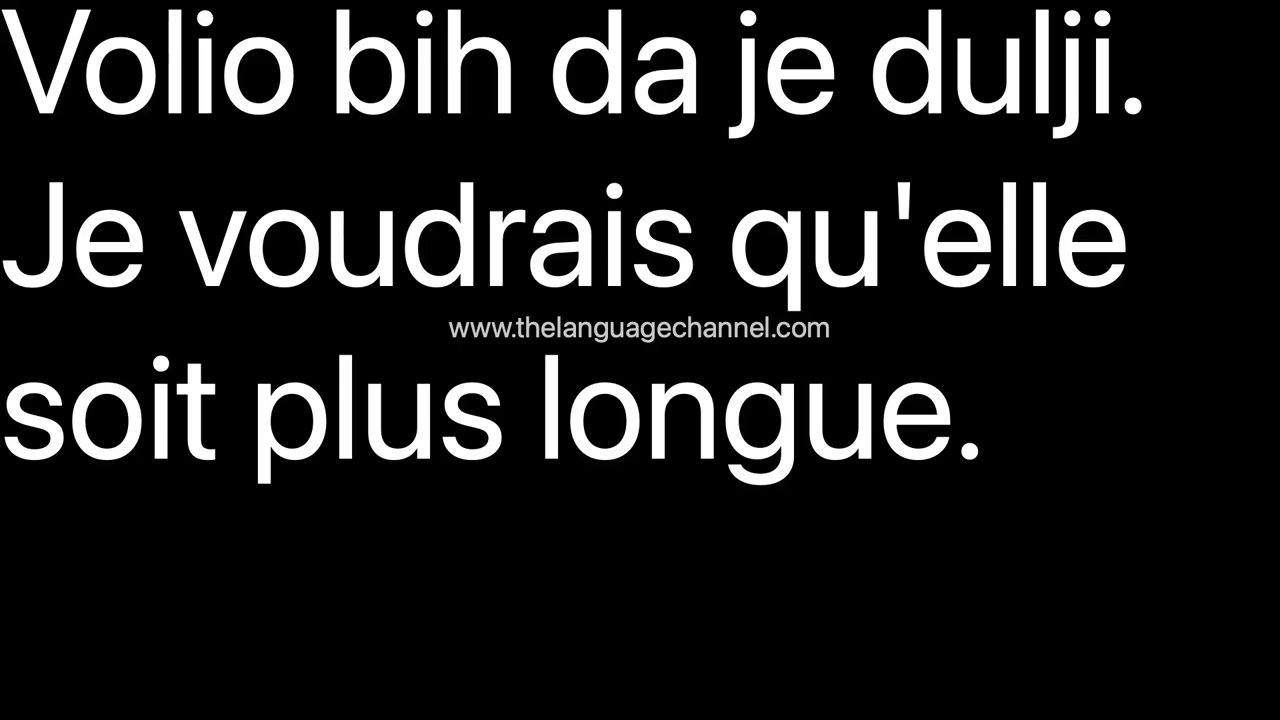 Volio bih da je dulji.
Je voudrais qu'elle
www.thelanguagechannel.com
soit plus longue.